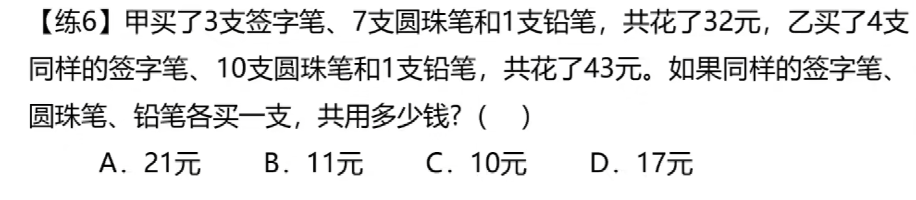 【练6】甲买了3支签字笔、7支圆珠笔和1支铅笔，共花了32元，乙买了4支
同样的签字笔、10支圆珠笔和1支铅笔，共花了43元。如果同样的签字笔、
圆珠笔、铅笔各买一支，共用多少钱?（ ）
A．21元 B．11元 C．10元 D．17元